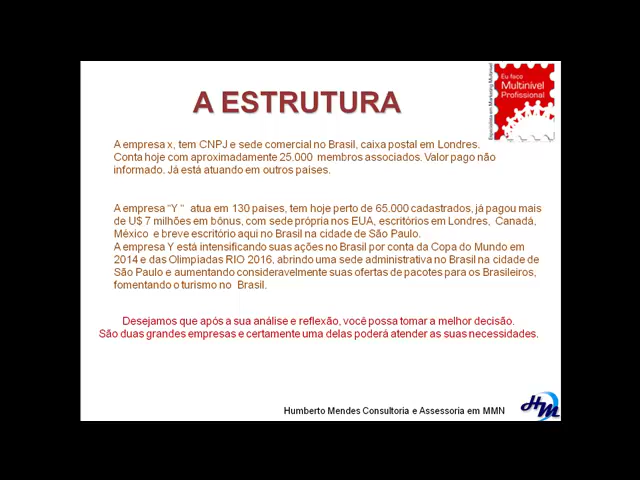 A ESTRUTURA
Especialista em Marketing Multinível
Eu faço
Multinível
Profissional
A empresa x, tem CNPJ e sede comercial no Brasil, caixa postal em Londres.
Conta hoje com aproximadamente 25.000 membros associados. Valor pago não
informado. Já está atuando em outros países.
A empresa “Y “ atua em 130 países, tem hoje perto de 65.000 cadastrados, já pagou mais
de U$ 7 milhões em bônus, com sede própria nos EUA, escritórios em Londres, Canadá,
México e breve escritório aqui no Brasil na cidade de São Paulo.
A empresa Y está intensificando suas ações no Brasil por conta da Copa do Mundo em
2014 e das Olimpíadas RIO 2016, abrindo uma sede administrativa no Brasil na cidade de
São Paulo e aumentando consideravelmente suas ofertas de pacotes para os Brasileiros,
fomentando o turismo no Brasil.
Desejamos que após a sua análise e reflexão, você possa tomar a melhor decisão.
São duas grandes empresas e certamente uma delas poderá atender as suas necessidades.
Humberto Mendes Consultoria e Assessoria em MMN
HM